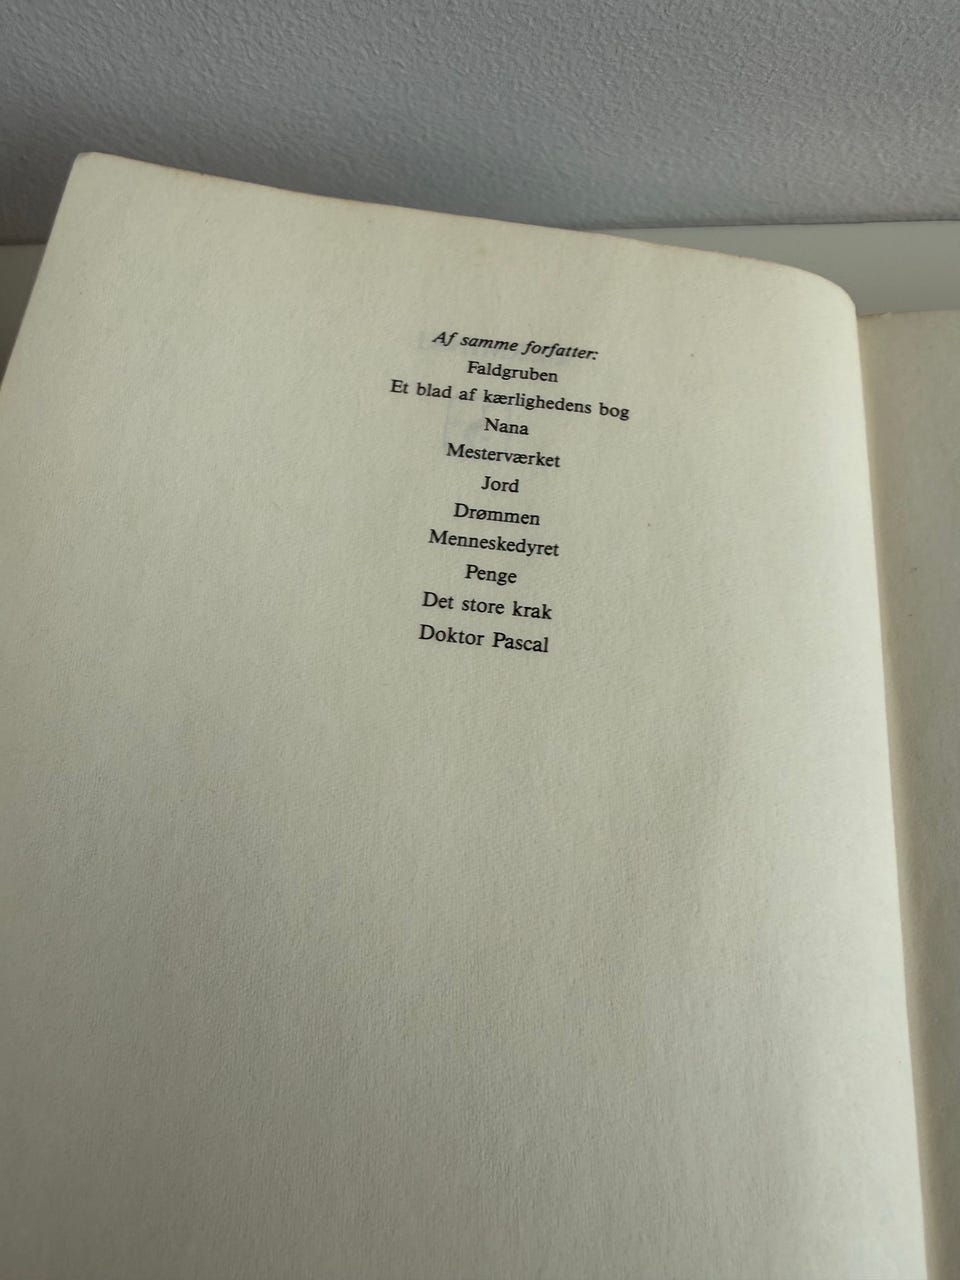 Af samme forfatter:
Faldgruben
Et blad af kærlighedens bog
Nana
Mesterværket
Jord
Drømmen
Menneskedyret
Penge
Det store krak
Doktor Pascal